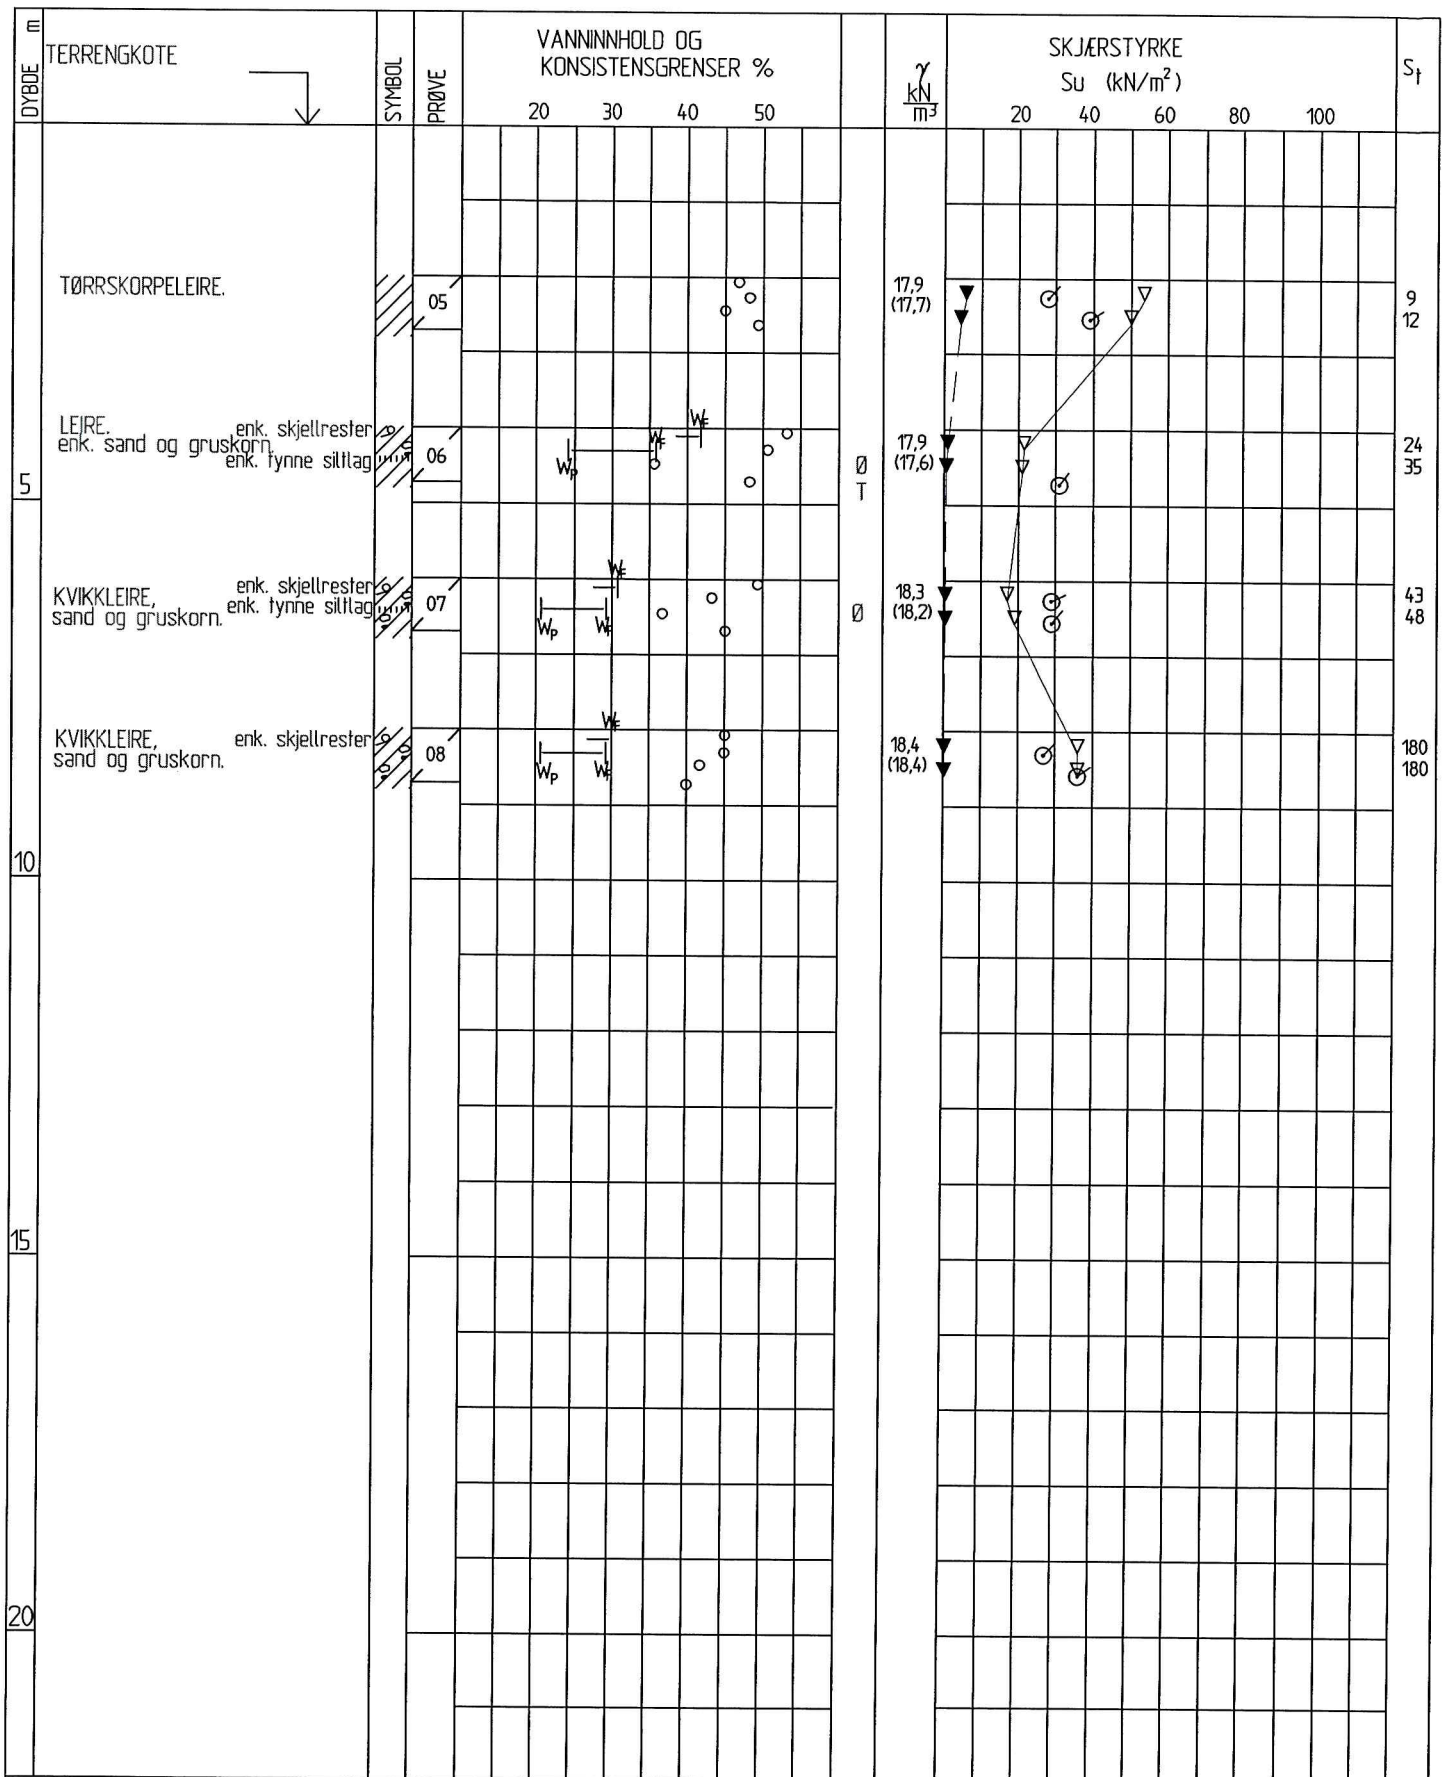 DYBDE m
TERRENGKOTE
SYMBOL
PRØVE
VANNINNHOLD OG
KONSISTENSGRENSER %
20 30 40 50
γ
kN
m³
SKJÆRSTYRKE
Su (kN/m²)
20 40 60 80 100
St
TØRRSKORPELEIRE.
05
17,9
(17,7)
9
12
LEIRE. enk. skjellrester
enk. sand og gruskorn.
enk. tynne siltlag
06
WF
WF
WP
Ø
T
17,9
(17,6)
24
35
5
KVIKKLEIRE,
sand og gruskorn.
enk. skjellrester
enk. tynne siltlag
07
WF
WP WF
Ø
18,3
(18,2)
43
48
KVIKKLEIRE, enk. skjellrester
sand og gruskorn.
08
WF
WP WF
18,4
(18,4)
180
180
10
15
20